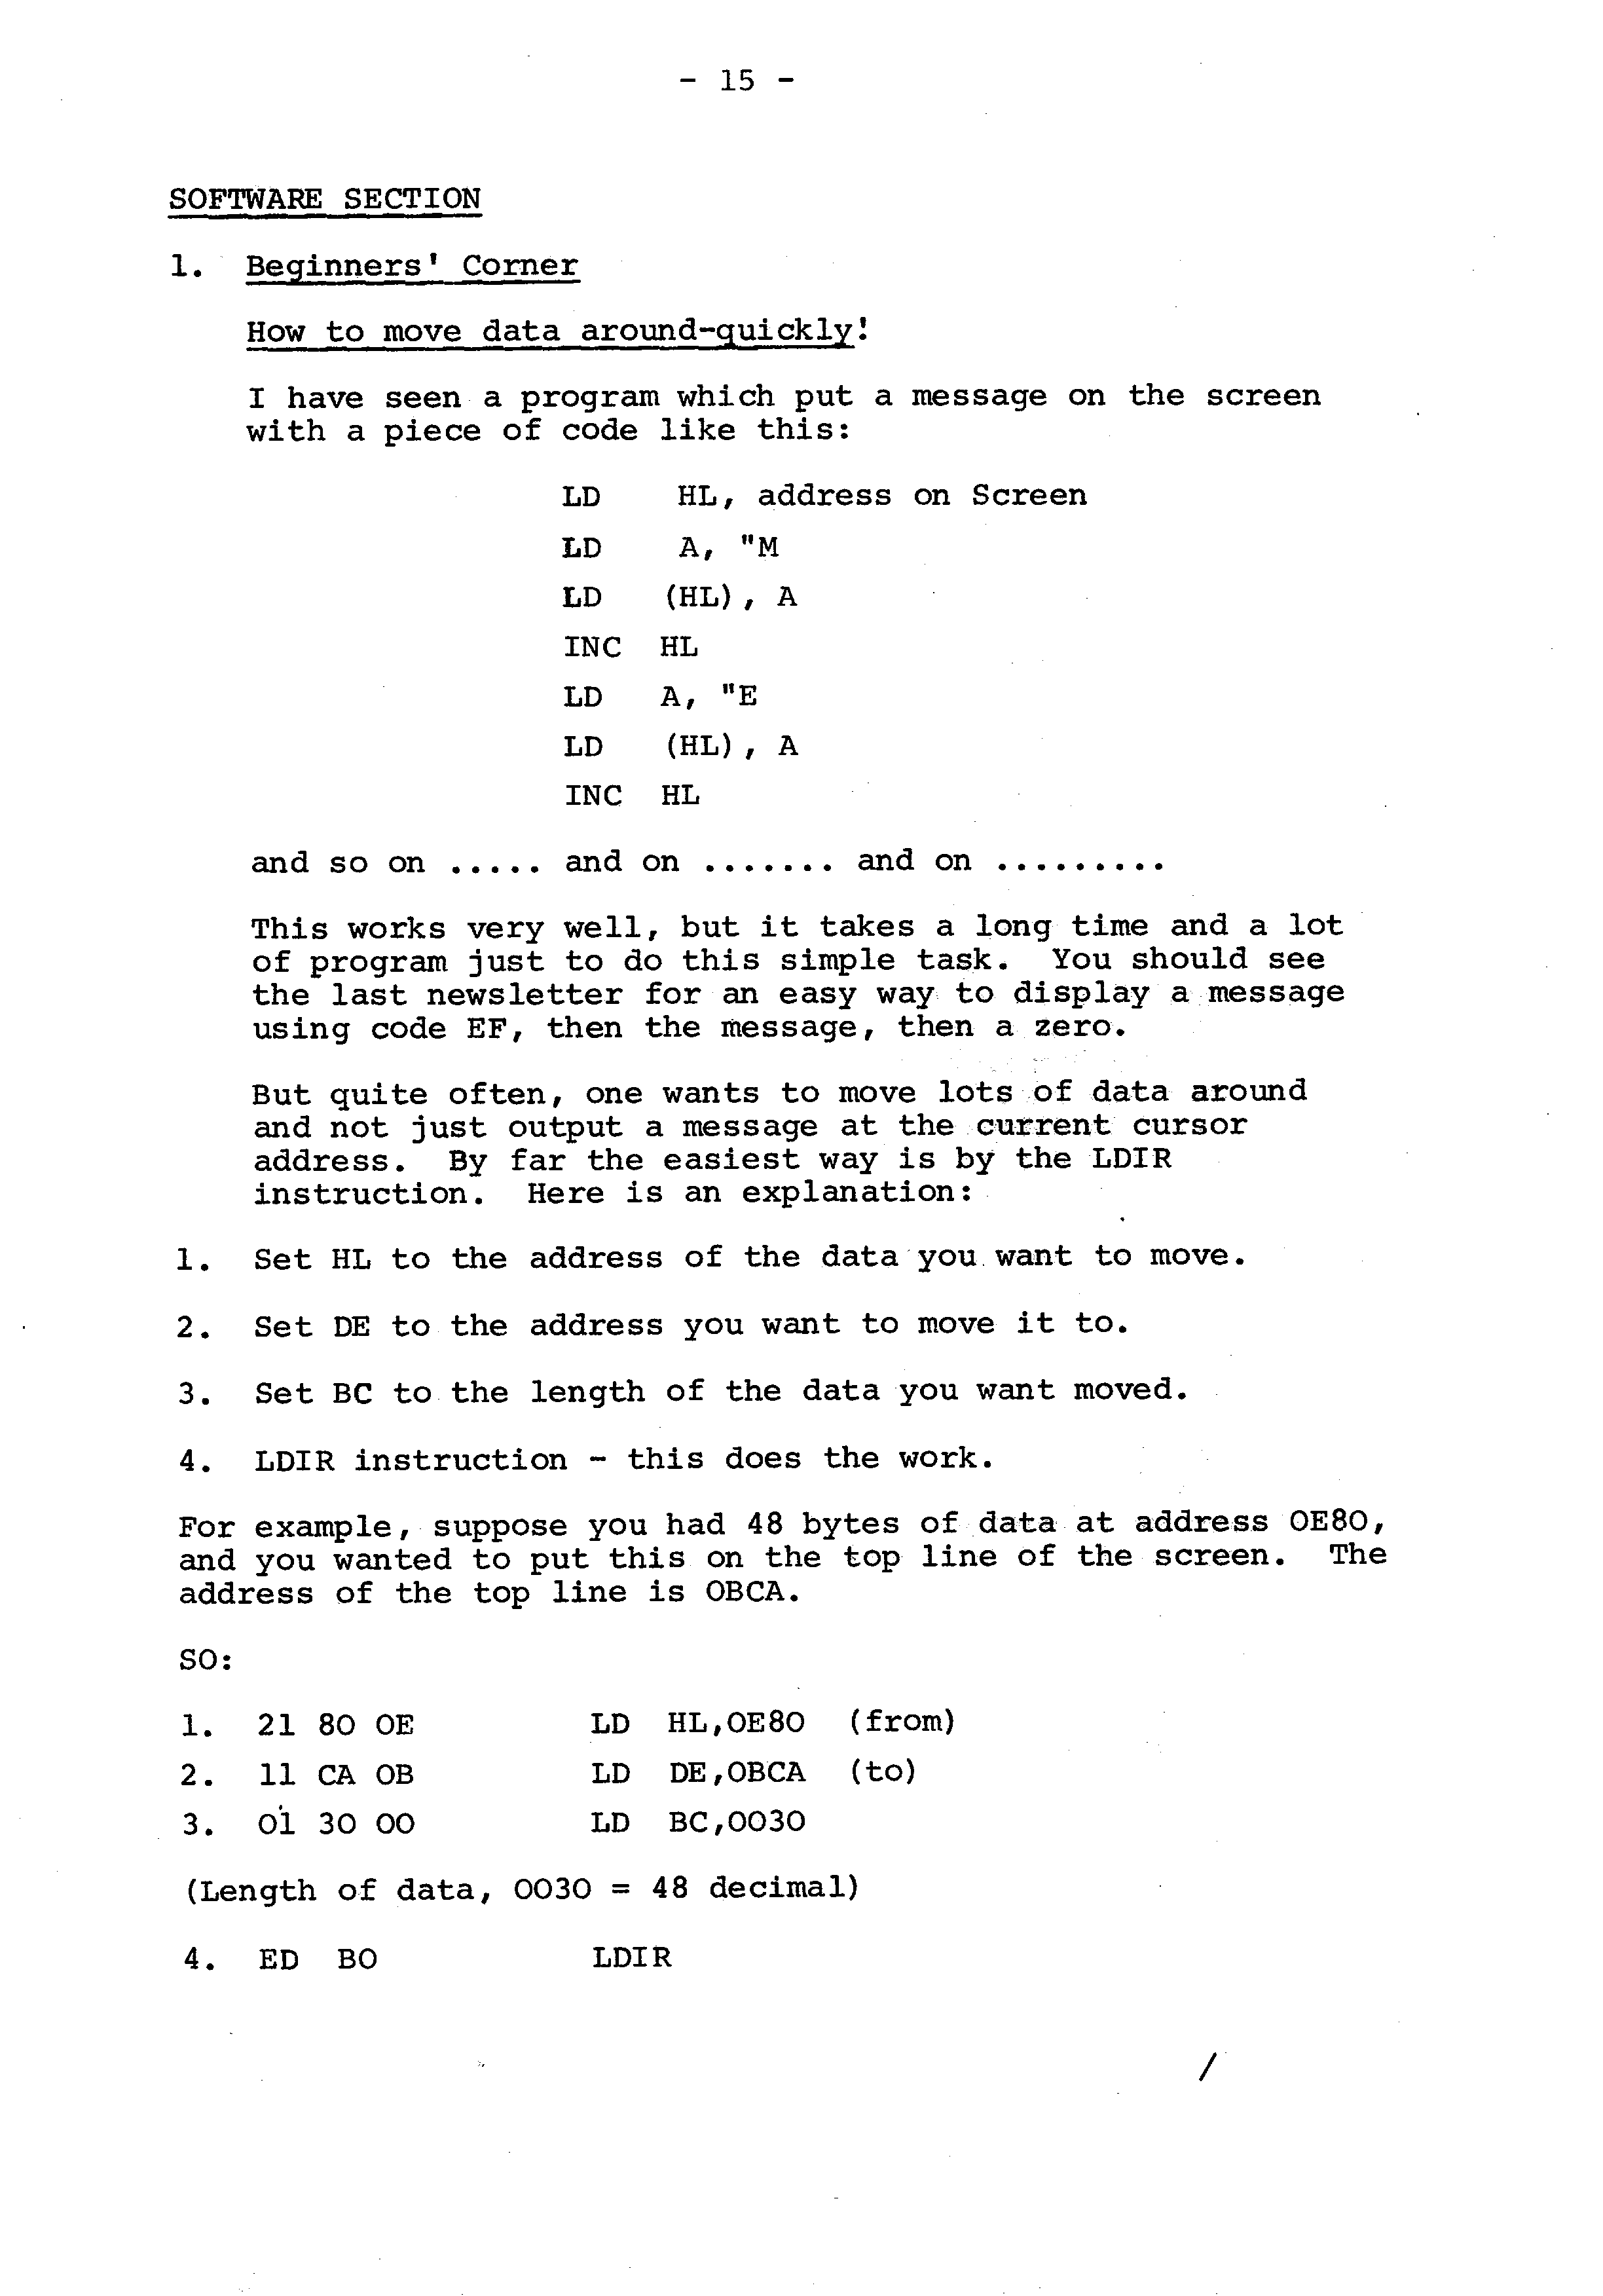 - 15 -
SOFTWARE SECTION
1. Beginners' Corner
How to move data around-quickly!
I have seen a program which put a message on the screen
with a piece of code like this:
LD HL, address on Screen
LD A, "M
LD (HL), A
INC HL
LD A, "E
LD (HL), A
INC HL
and so on ..... and on ....... and on .........
This works very well, but it takes a long time and a lot
of program just to do this simple task. You should see
the last newsletter for an easy way to display a message
using code EF, then the message, then a zero.
But quite often, one wants to move lots of data around
and not just output a message at the current cursor
address. By far the easiest way is by the LDIR
instruction. Here is an explanation:
1. Set HL to the address of the data you want to move.
2. Set DE to the address you want to move it to.
3. Set BC to the length of the data you want moved.
4. LDIR instruction - this does the work.
For example, suppose you had 48 bytes of data at address OE8O,
and you wanted to put this on the top line of the screen. The
address of the top line is OBCA.
SO:
1. 21 8O OE LD HL,OE8O (from)
2. 11 CA OB LD DE,OBCA (to)
3. O1 3O OO LD BC,OO3O
(Length of data, OO3O = 48 decimal)
4. ED BO LDIR
/